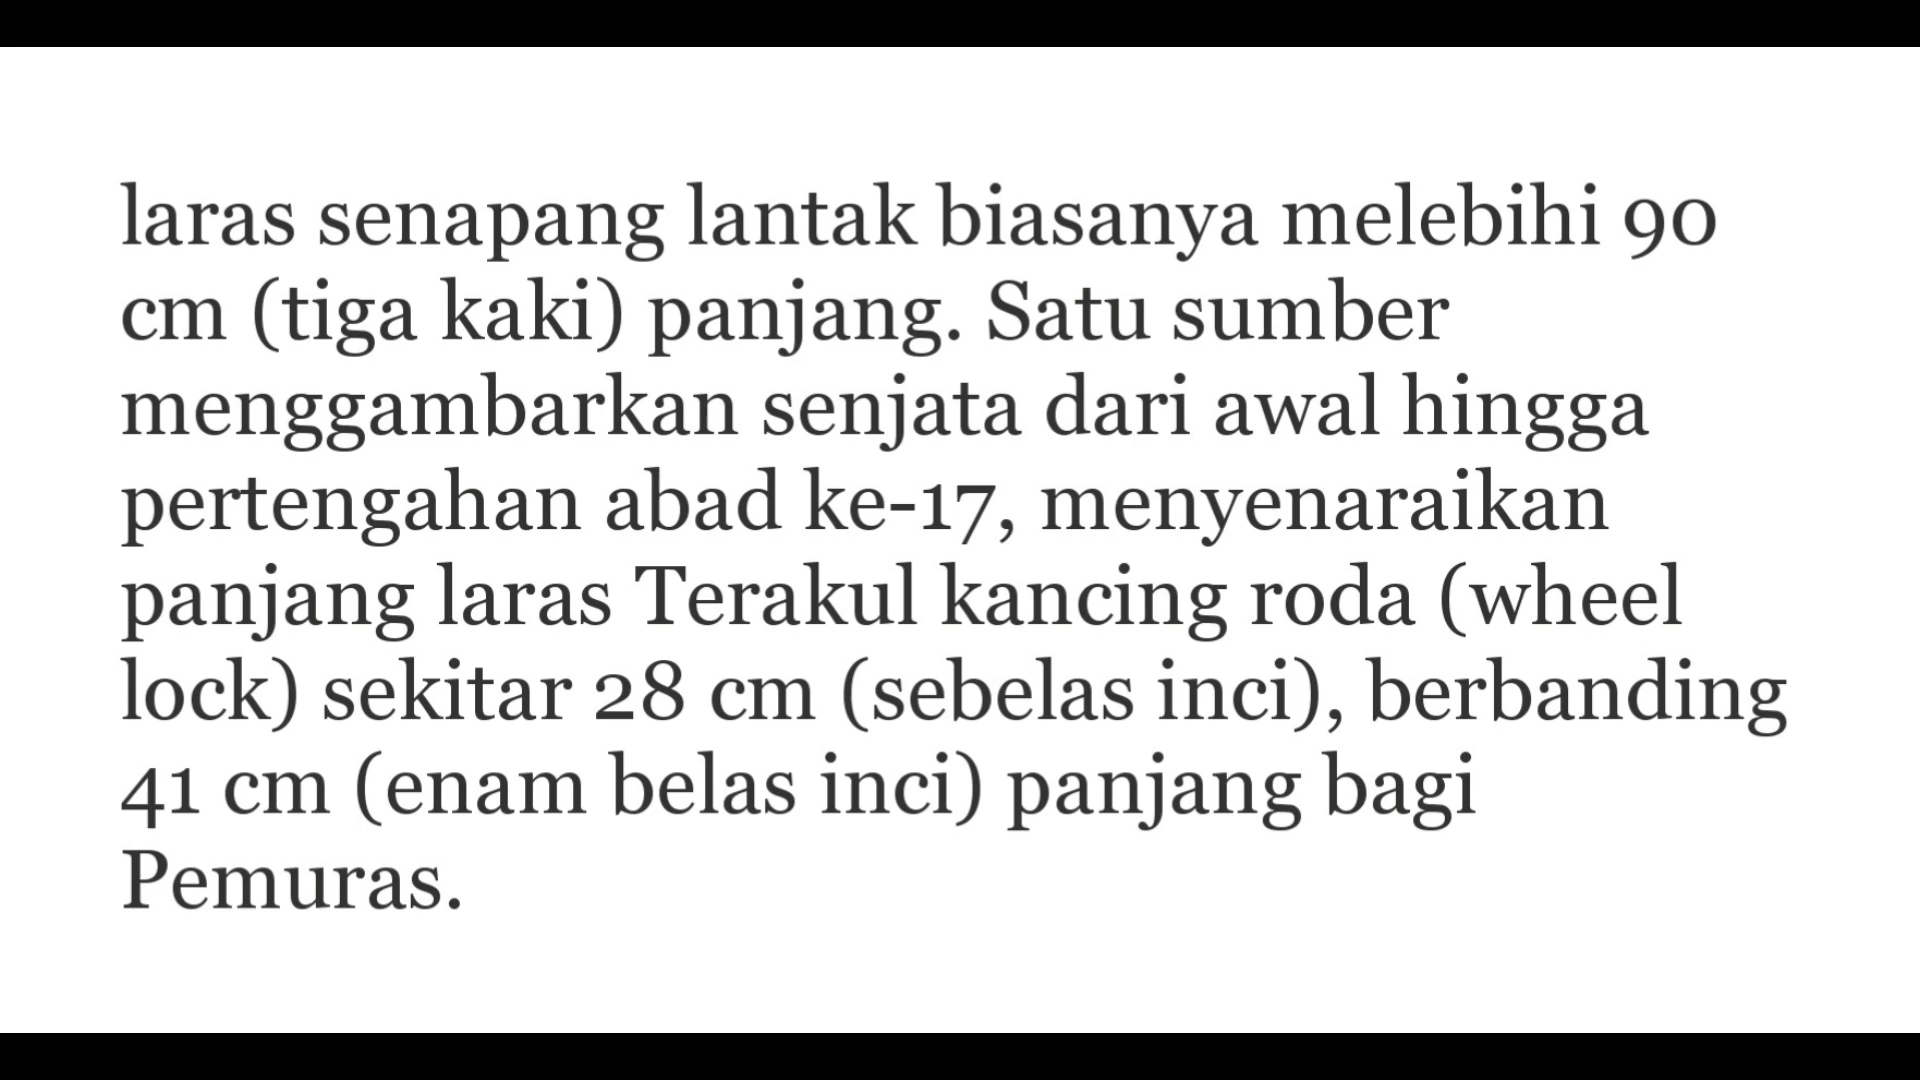 laras senapang lantak biasanya melebihi 90
cm (tiga kaki) panjang. Satu sumber
menggambarkan senjata dari awal hingga
pertengahan abad ke-17, menyenaraikan
panjang laras Terakul kancing roda (wheel
lock) sekitar 28 cm (sebelas inci), berbanding
41 cm (enam belas inci) panjang bagi
Pemuras.